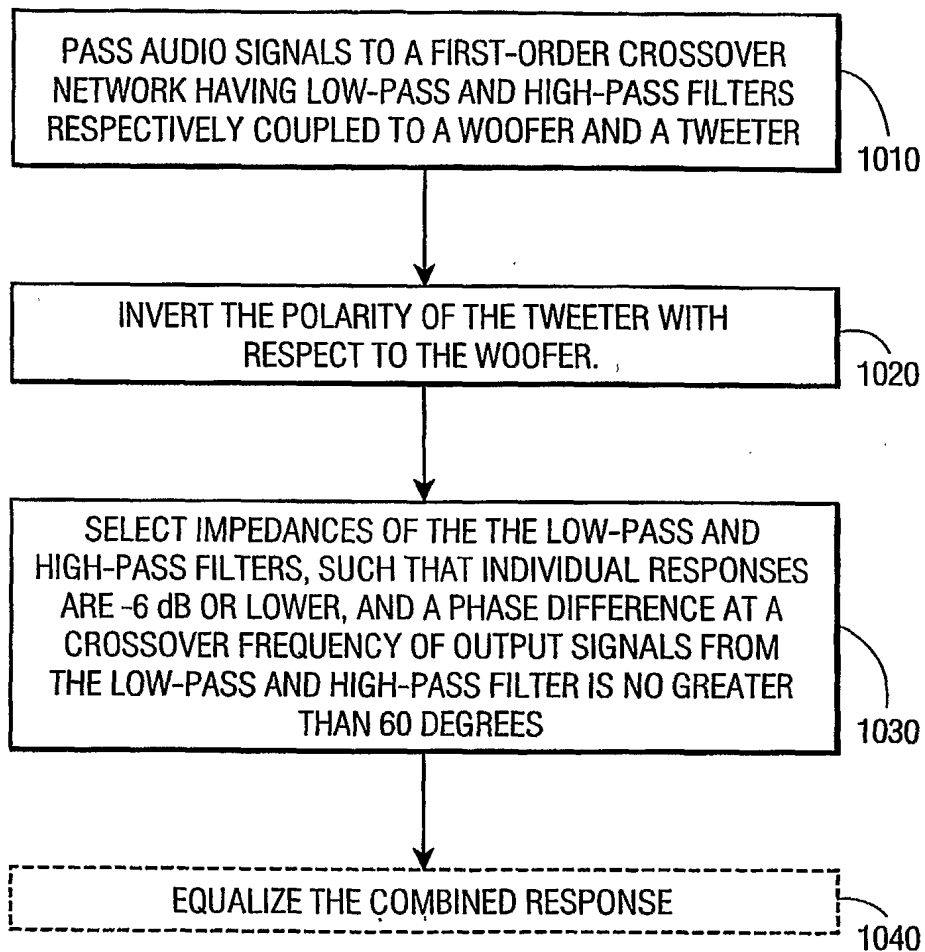 PASS AUDIO SIGNALS TO A FIRST-ORDER CROSSOVER
NETWORK HAVING LOW-PASS AND HIGH-PASS FILTERS
RESPECTIVELY COUPLED TO A WOOFER AND A TWEETER
1010
INVERT THE POLARITY OF THE TWEETER WITH
RESPECT TO THE WOOFER.
1020
SELECT IMPEDANCES OF THE THE LOW-PASS AND
HIGH-PASS FILTERS, SUCH THAT INDIVIDUAL RESPONSES
ARE -6 dB OR LOWER, AND A PHASE DIFFERENCE AT A
CROSSOVER FREQUENCY OF OUTPUT SIGNALS FROM
THE LOW-PASS AND HIGH-PASS FILTER IS NO GREATER
THAN 60 DEGREES
1030
EQUALIZE THE COMBINED RESPONSE
1040